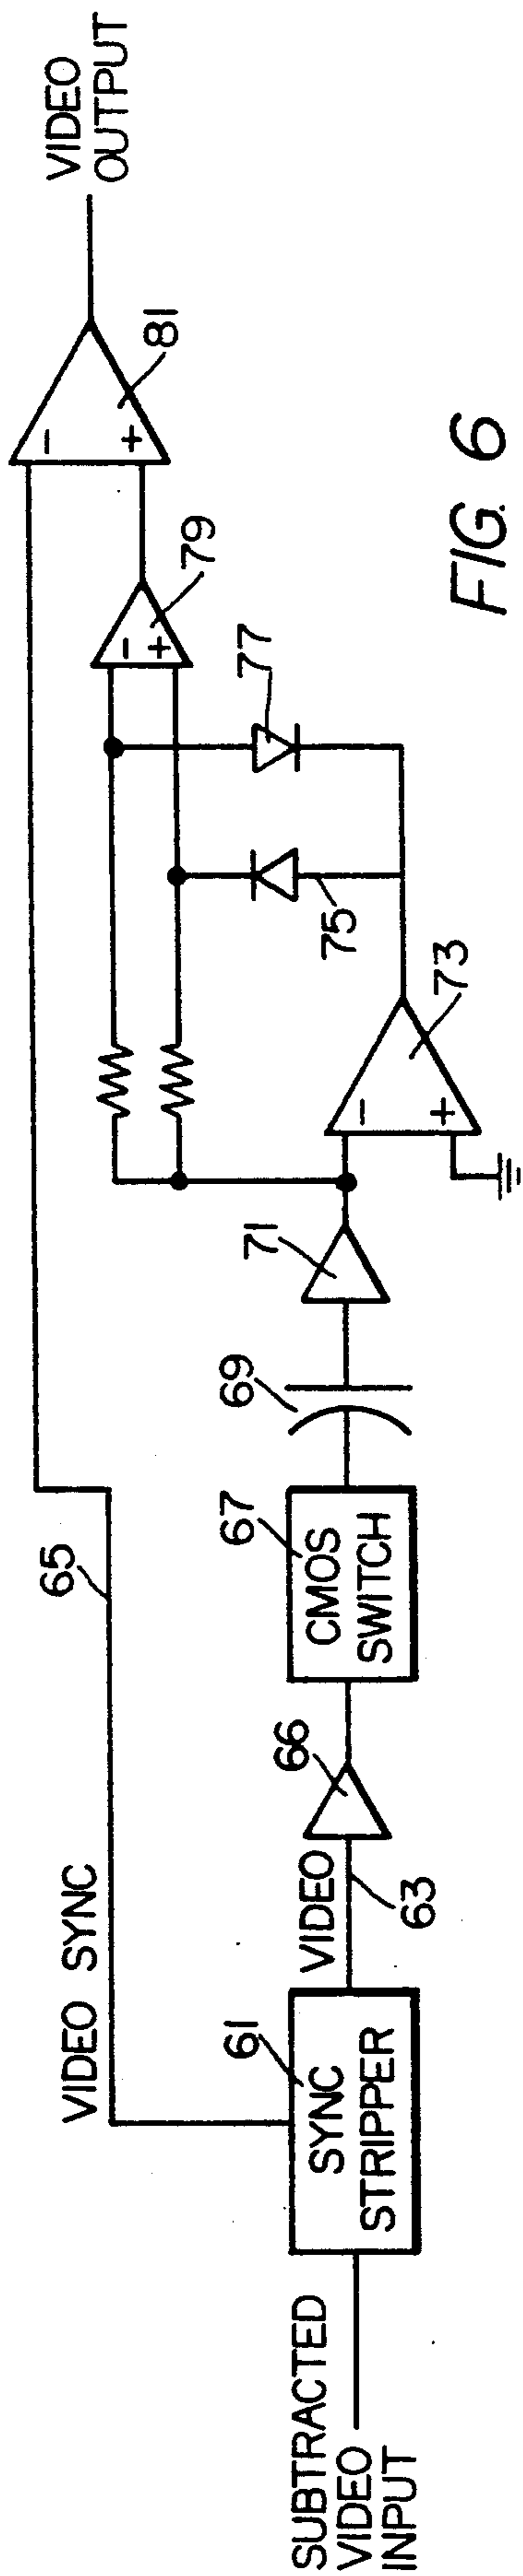 SUBTRACTED
VIDEO
INPUT
61
SYNC
STRIPPER
VIDEO SYNC
65
VIDEO
63
66
67
CMOS
SWITCH
69
71
73
-
+
75
77
79
-
+
81
-
+
VIDEO
OUTPUT
FIG. 6